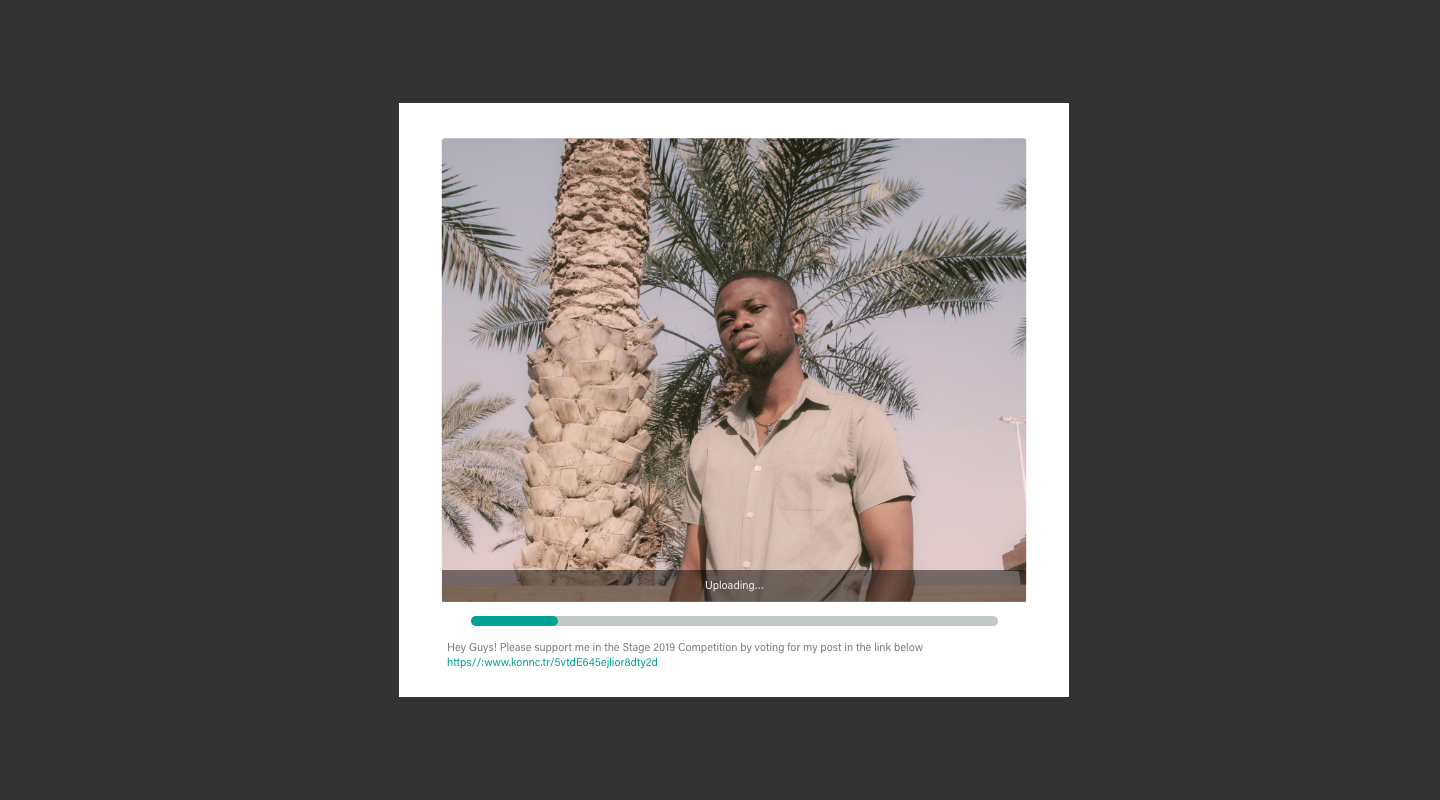 Uploading...
Hey Guys! Please support me in the Stage 2019 Competition by voting for my post in the link below
https//:www.konnc.tr/5vtdE645ejlior8dty2d